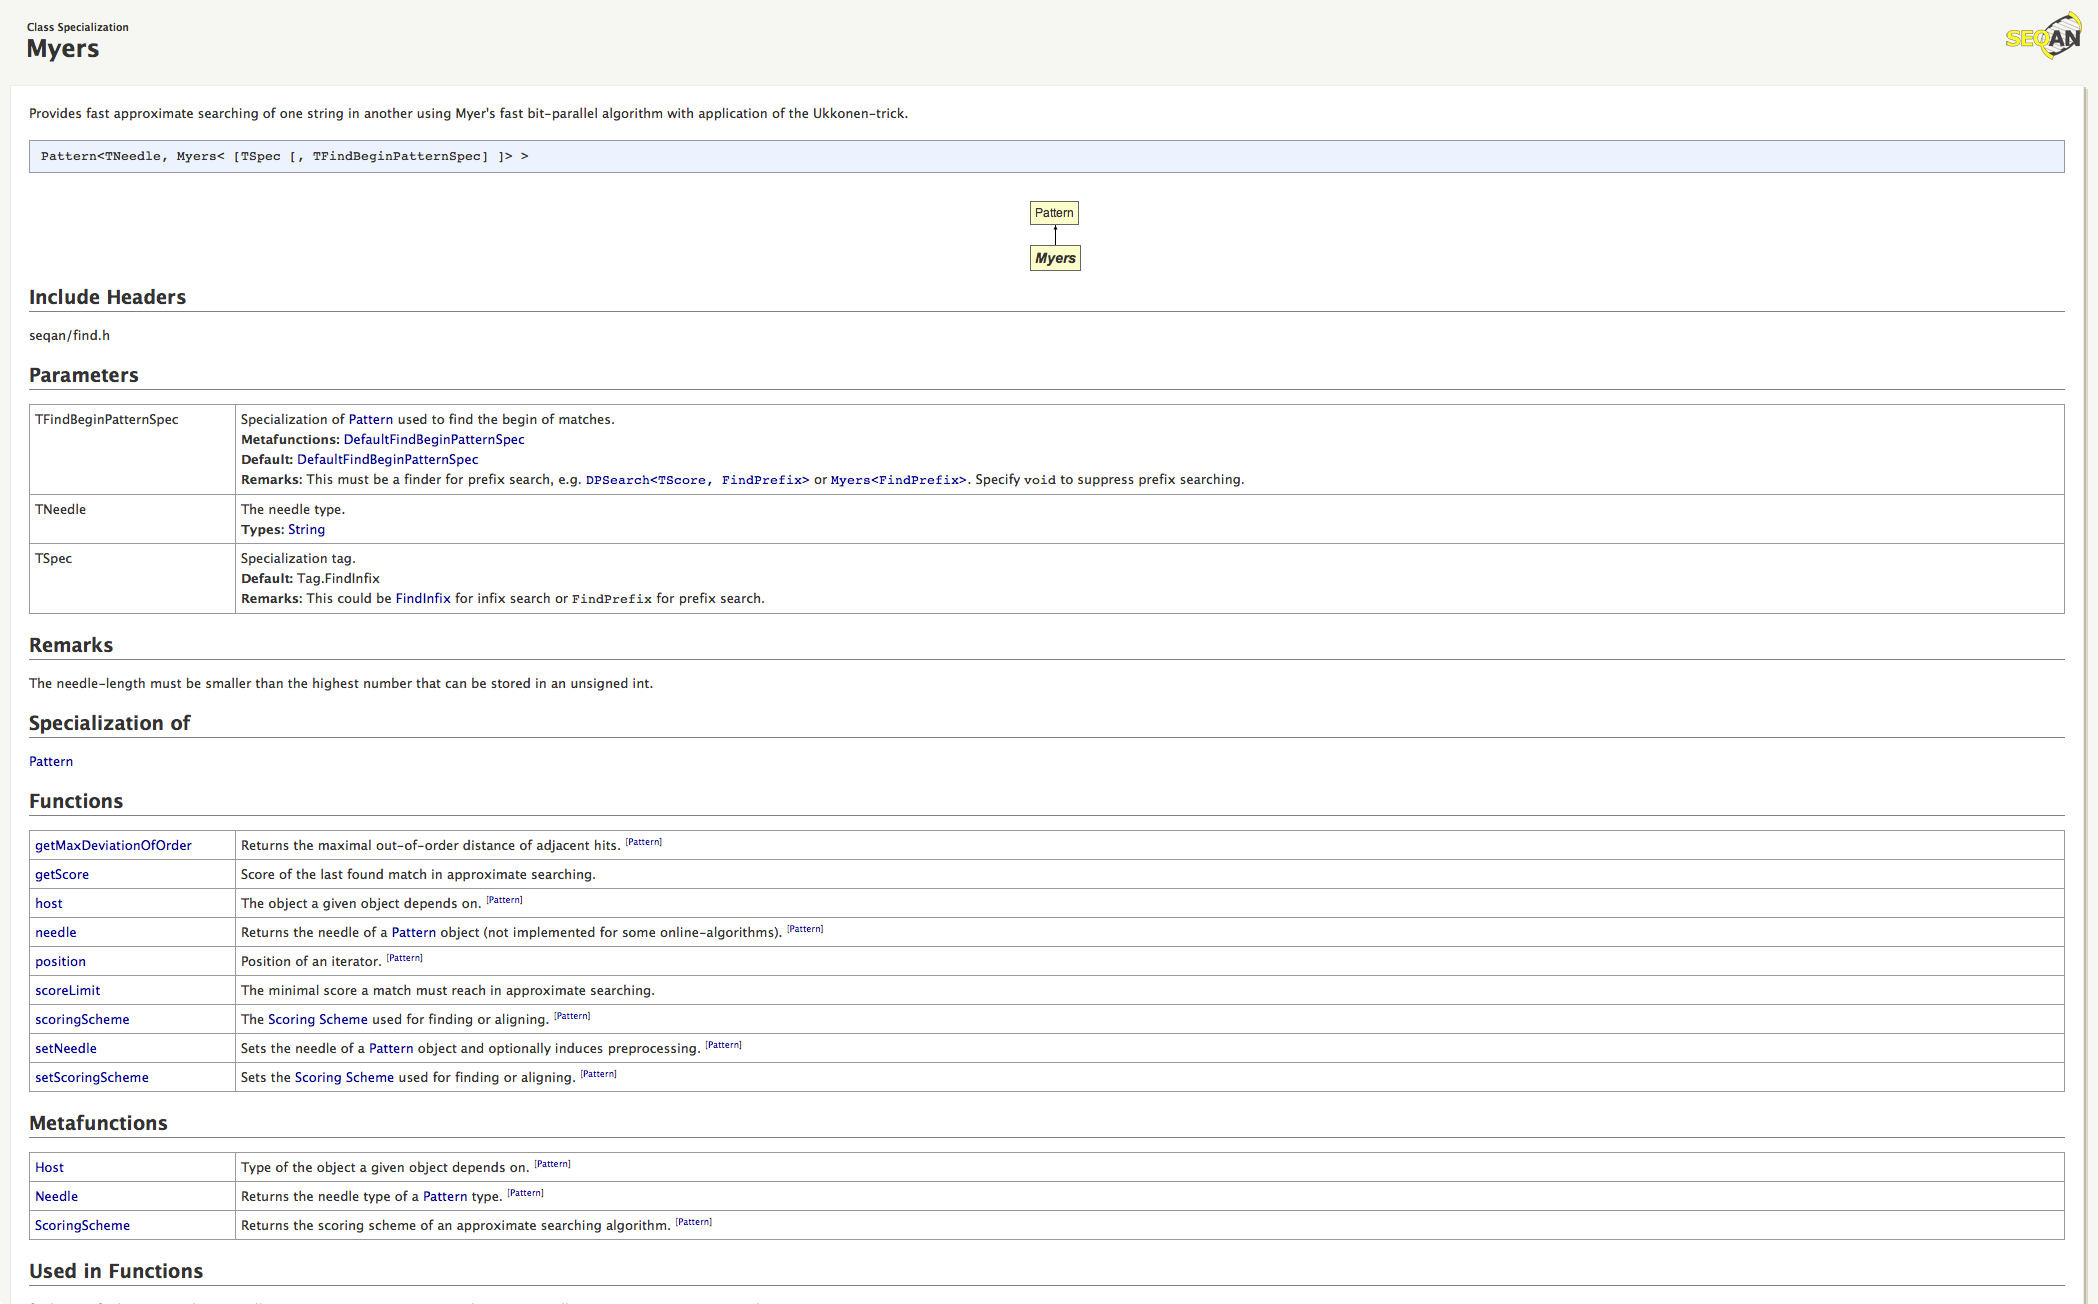 Class Specialization
Myers
SEQAN
Provides fast approximate searching of one string in another using Myer's fast bit-parallel algorithm with application of the Ukkonen-trick.
Pattern<TNeedle, Myers< [TSpec [, TFindBeginPatternSpec] ]> >
Pattern
Myers
Include Headers
seqan/find.h
Parameters
TFindBeginPatternSpec
Specialization of Pattern used to find the begin of matches.
Metafunctions: DefaultFindBeginPatternSpec
Default: DefaultFindBeginPatternSpec
Remarks: This must be a finder for prefix search, e.g. DPSearch<TScore, FindPrefix> or Myers<FindPrefix>. Specify void to suppress prefix searching.
TNeedle
The needle type.
Types: String
TSpec
Specialization tag.
Default: Tag.FindInfix
Remarks: This could be FindInfix for infix search or FindPrefix for prefix search.
Remarks
The needle-length must be smaller than the highest number that can be stored in an unsigned int.
Specialization of
Pattern
Functions
getMaxDeviationOfOrder Returns the maximal out-of-order distance of adjacent hits. [Pattern]
getScore Score of the last found match in approximate searching.
host The object a given object depends on. [Pattern]
needle Returns the needle of a Pattern object (not implemented for some online-algorithms). [Pattern]
position Position of an iterator. [Pattern]
scoreLimit The minimal score a match must reach in approximate searching.
scoringScheme The Scoring Scheme used for finding or aligning. [Pattern]
setNeedle Sets the needle of a Pattern object and optionally induces preprocessing. [Pattern]
setScoringScheme Sets the Scoring Scheme used for finding or aligning. [Pattern]
Metafunctions
Host Type of the object a given object depends on. [Pattern]
Needle Returns the needle type of a Pattern type. [Pattern]
ScoringScheme Returns the scoring scheme of an approximate searching algorithm. [Pattern]
Used in Functions